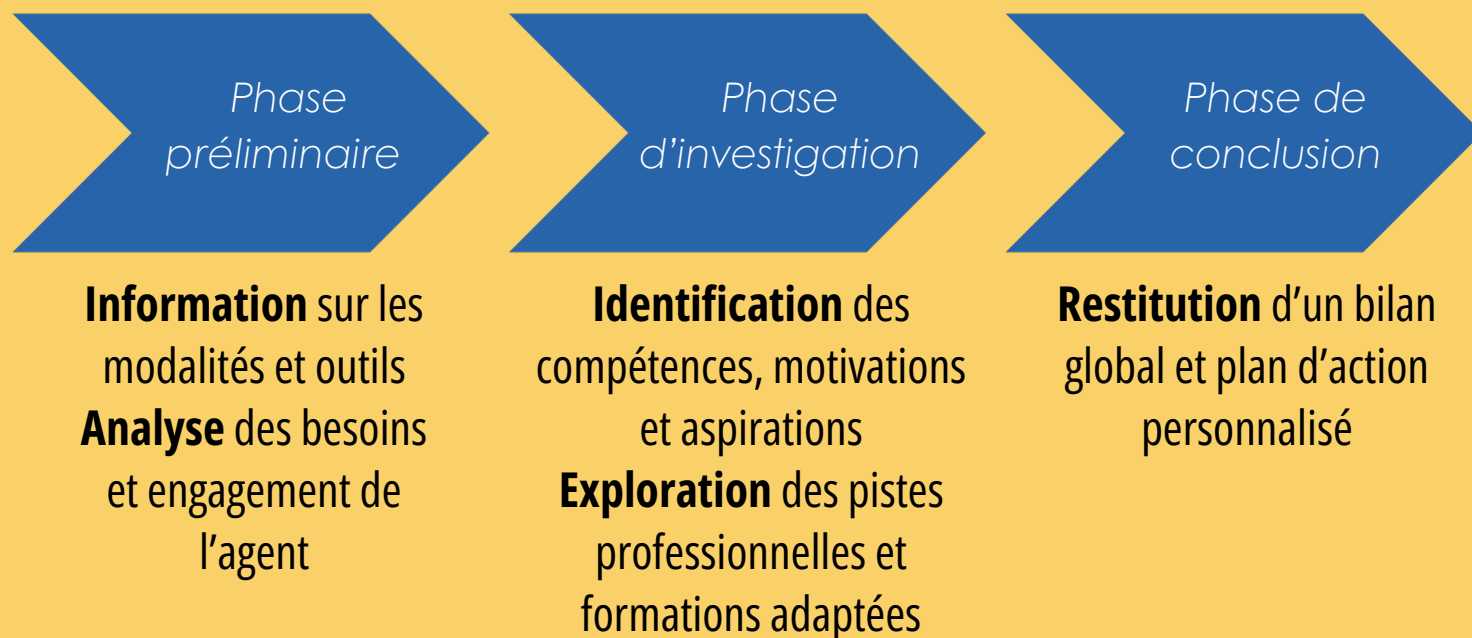 Phase
préliminaire
Information sur les
modalités et outils
Analyse des besoins
et engagement de
l'agent
Phase
d'investigation
Identification des
compétences, motivations
et aspirations
Exploration des pistes
professionnelles et
formations adaptées
Phase de
conclusion
Restitution d'un bilan
global et plan d'action
personnalisé